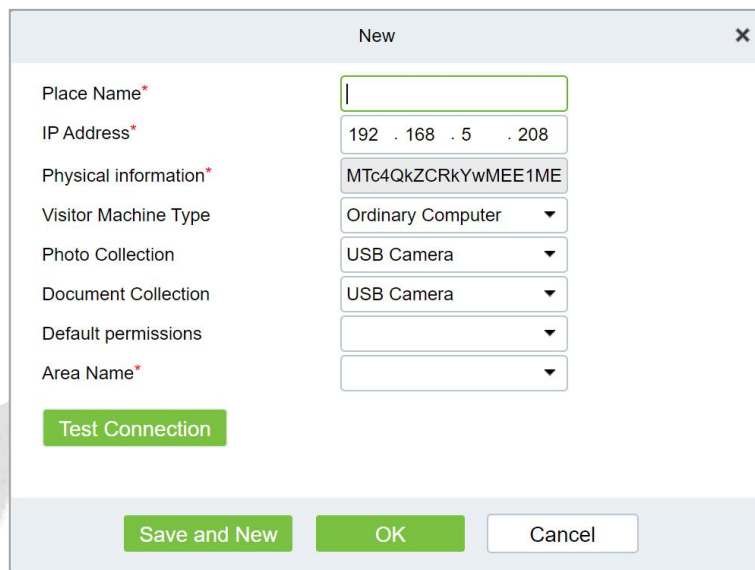 New
Place Name*
IP Address* 192 . 168 . 5 . 208
Physical information* MTc4QkZCRkYwMEE1ME
Visitor Machine Type Ordinary Computer
Photo Collection USB Camera
Document Collection USB Camera
Default permissions
Area Name*
Test Connection
Save and New OK Cancel